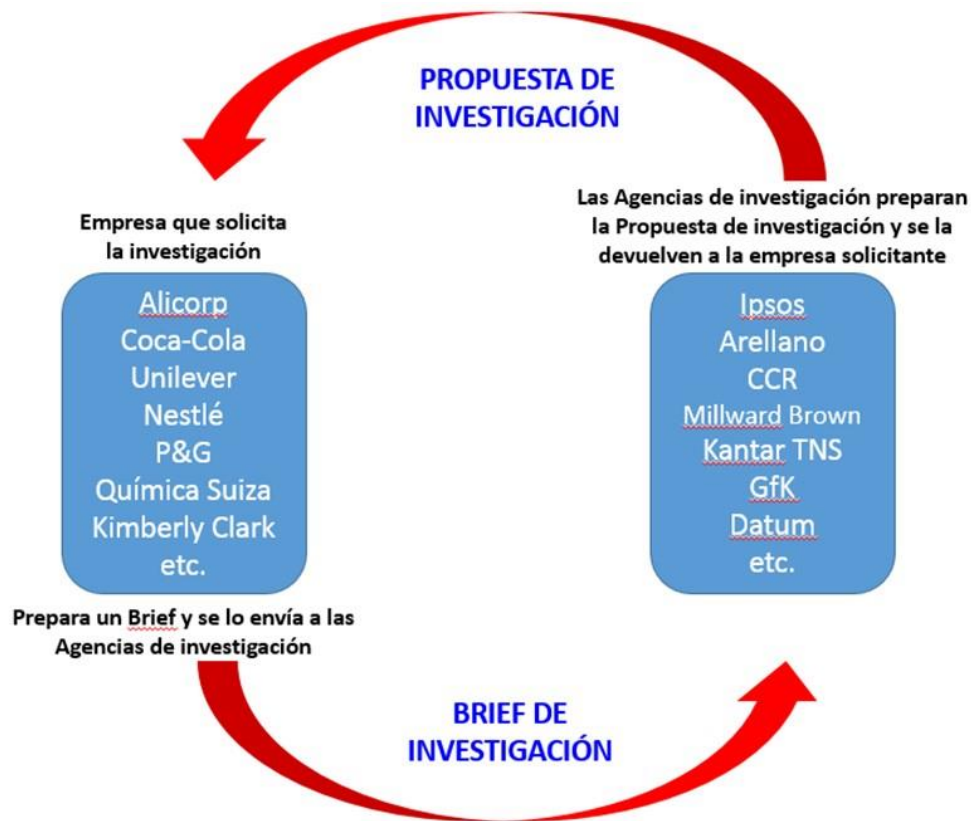 PROPUESTA DE
INVESTIGACIÓN
Empresa que solicita
la investigación
Alicorp
Coca-Cola
Unilever
Nestlé
P&G
Química Suiza
Kimberly Clark
etc.
Prepara un Brief y se lo envía a las
Agencias de investigación
Las Agencias de investigación preparan
la Propuesta de investigación y se la
devuelven a la empresa solicitante
Ipsos
Arellano
CCR
Millward Brown
Kantar TNS
GfK
Datum
etc.
BRIEF DE
INVESTIGACIÓN